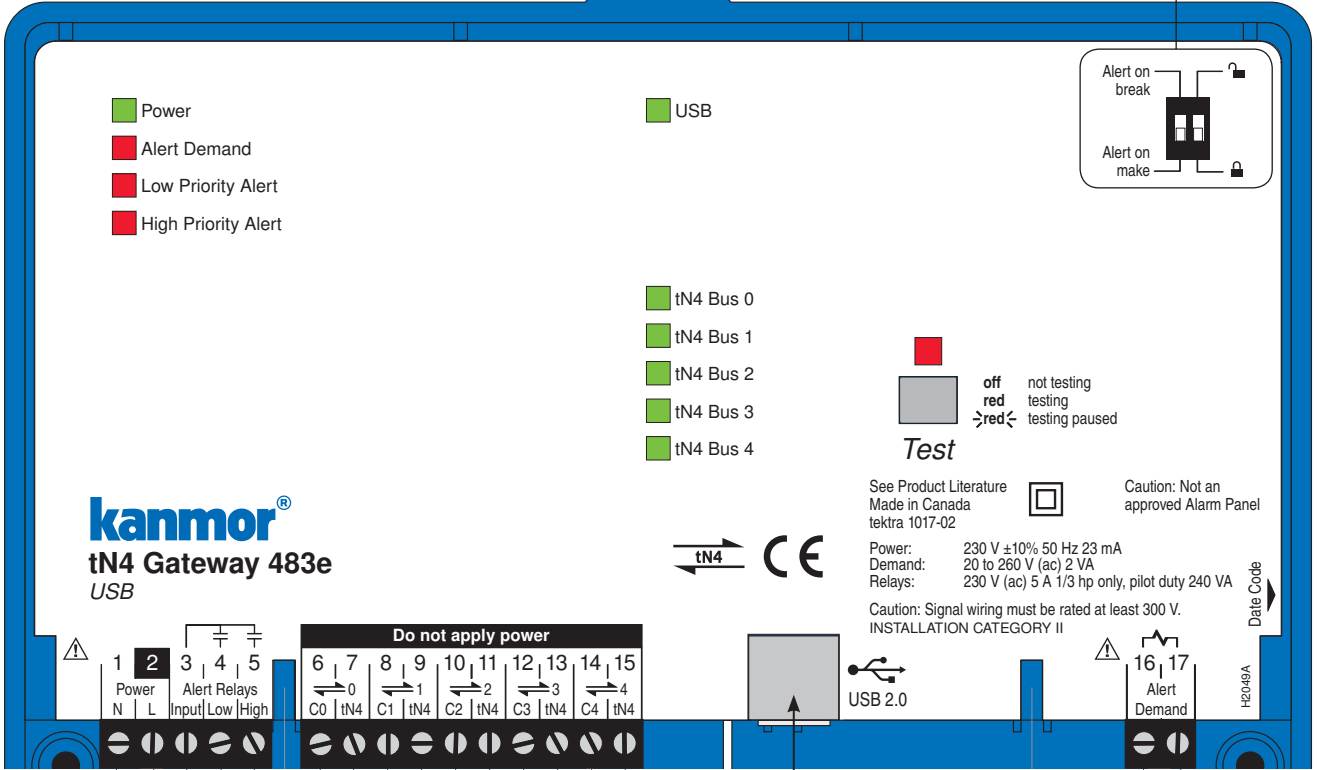 Alert on
break
Alert on
make
Power
Alert Demand
Low Priority Alert
High Priority Alert
USB
tN4 Bus 0
tN4 Bus 1
tN4 Bus 2
tN4 Bus 3
tN4 Bus 4
off not testing
red testing
red testing paused
Test
kanmor®
tN4 Gateway 483e
USB
tN4
CE
See Product Literature
Made in Canada
tektra 1017-02
Caution: Not an
approved Alarm Panel
Power: 230 V ±10% 50 Hz 23 mA
Demand: 20 to 260 V (ac) 2 VA
Relays: 230 V (ac) 5 A 1/3 hp only, pilot duty 240 VA
Caution: Signal wiring must be rated at least 300 V.
INSTALLATION CATEGORY II
Date Code
H2049A
Do not apply power
1 2 3 4 5 6 7 8 9 10 11 12 13 14 15
Power Alert Relays 0 1 2 3 4
N L Input Low High C0 tN4 C1 tN4 C2 tN4 C3 tN4 C4 tN4
USB 2.0
16 17
Alert
Demand